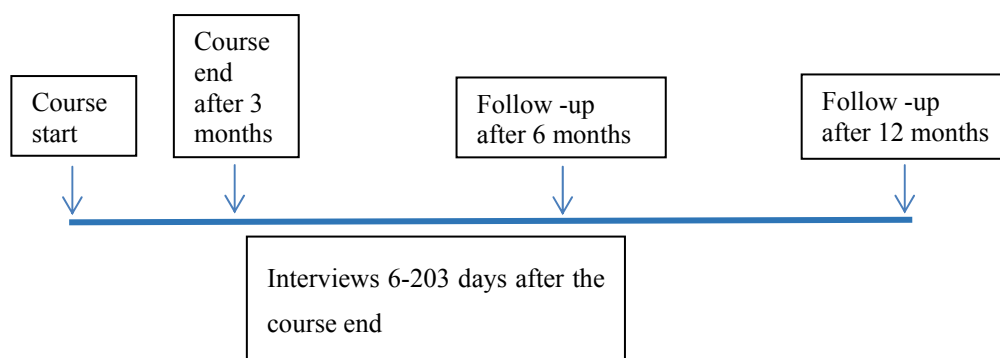 Course
start
Course
end
after 3
months
Follow -up
after 6 months
Follow -up
after 12 months
Interviews 6-203 days after the
course end